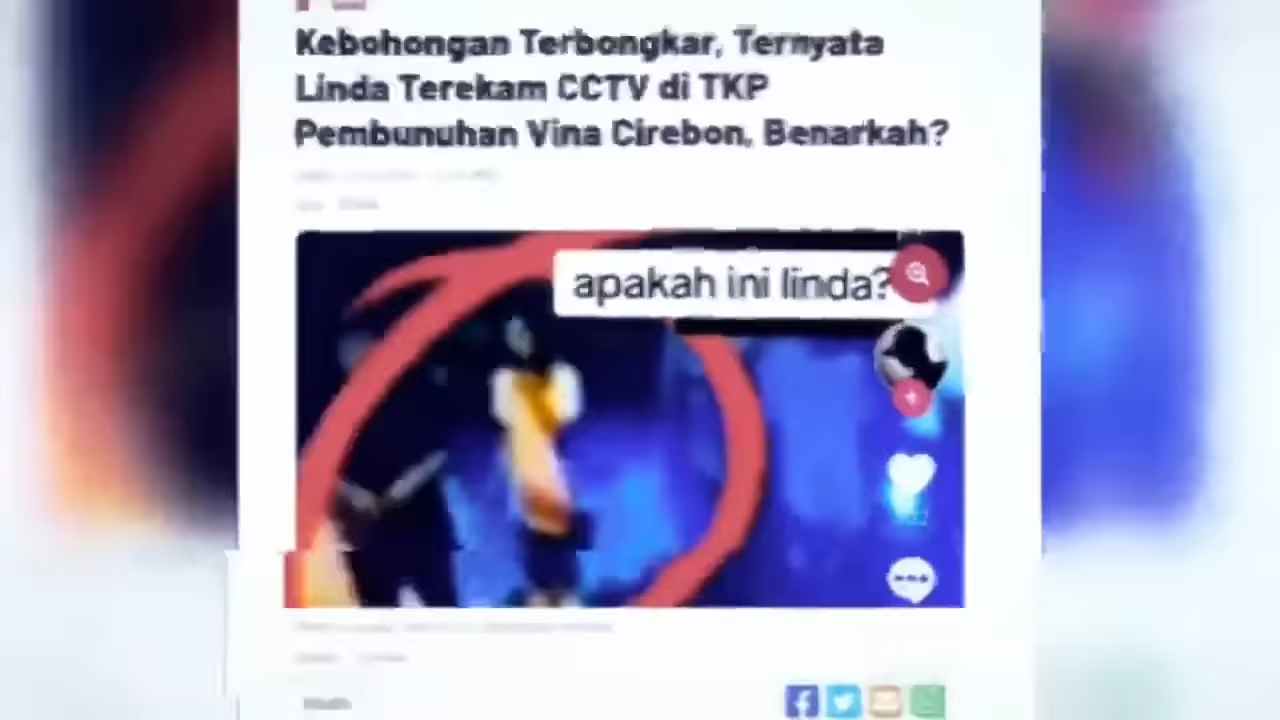 Kebohongan Terbongkar, Ternyata
Linda Terekam CCTV di TKP
Pembunuhan Vina Cirebon, Benarkah?
apakah ini linda?